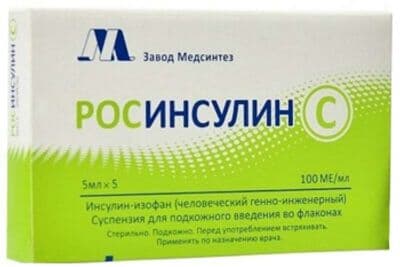 Завод Медсинтез
РОСИНСУЛИН С
5мл х 5
100 МЕ/мл
Инсулин-изофан (человеческий генно-инженерный)
Суспензия для подкожного введения во флаконах
Стерильно. Подкожно. Перед употреблением встряхивать.
Применять по назначению врача.